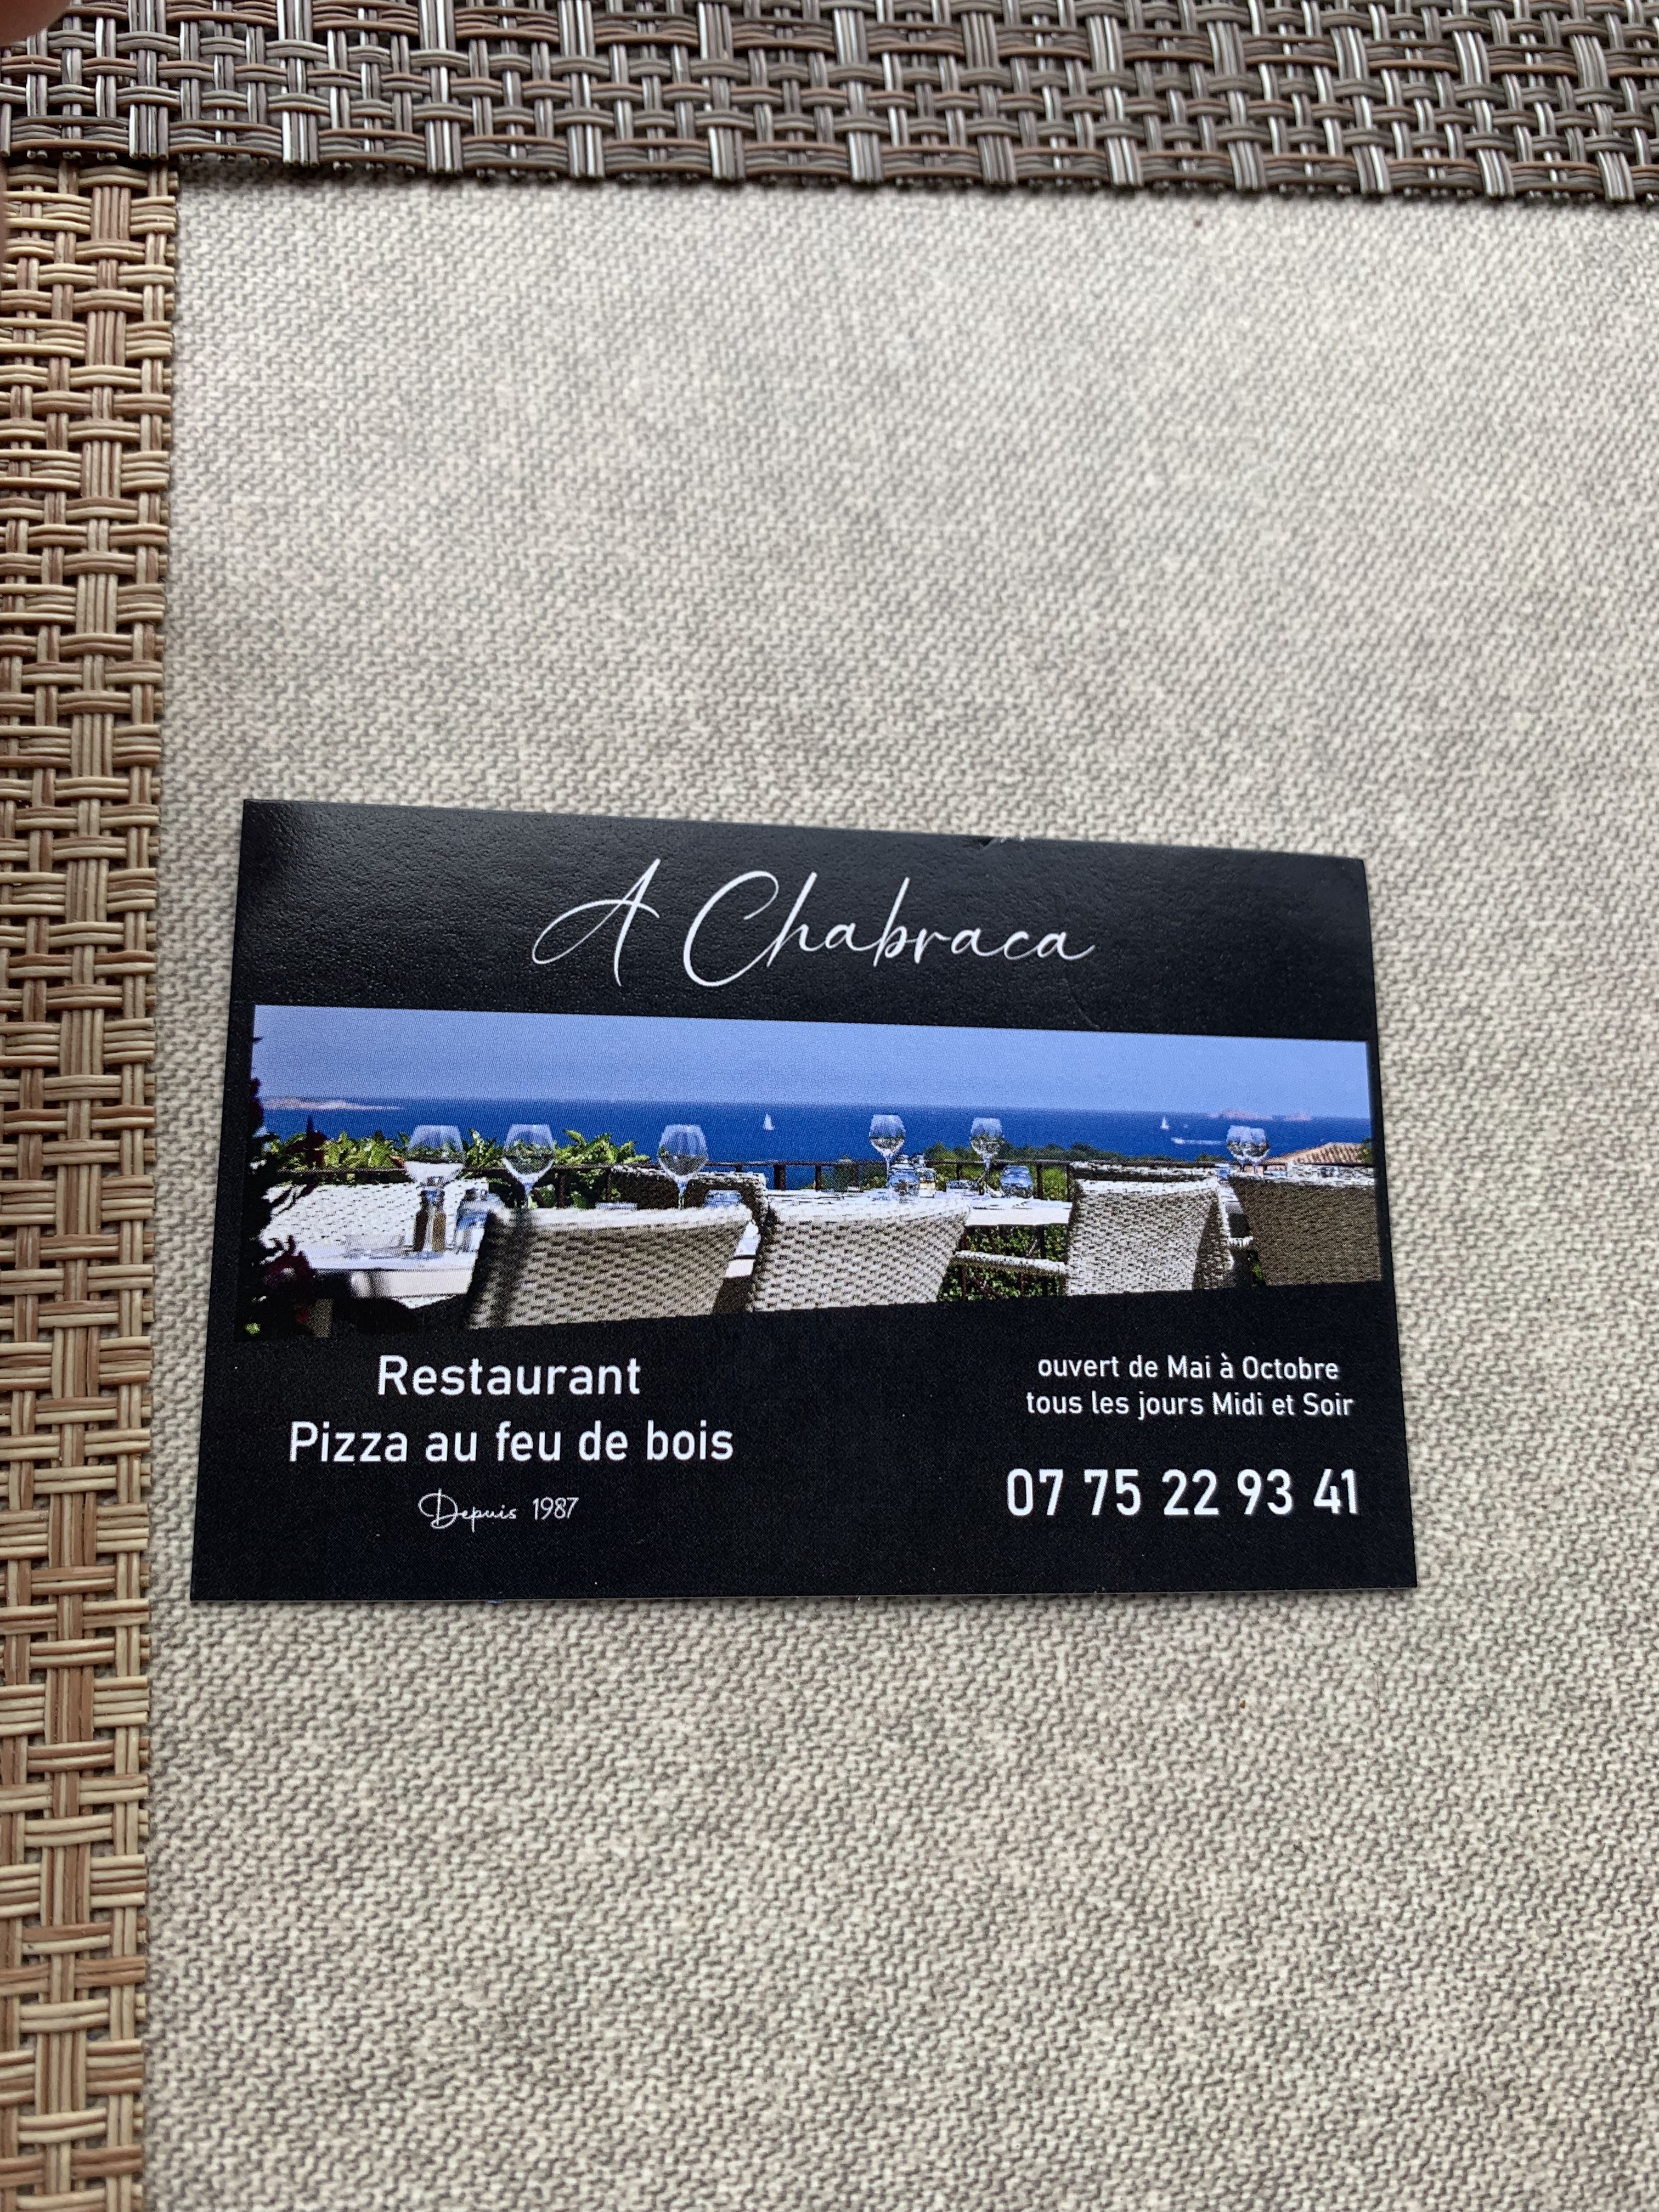 A Chabraca
Restaurant
Pizza au feu de bois
Depuis 1987
ouvert de Mai à Octobre
tous les jours Midi et Soir
07 75 22 93 41